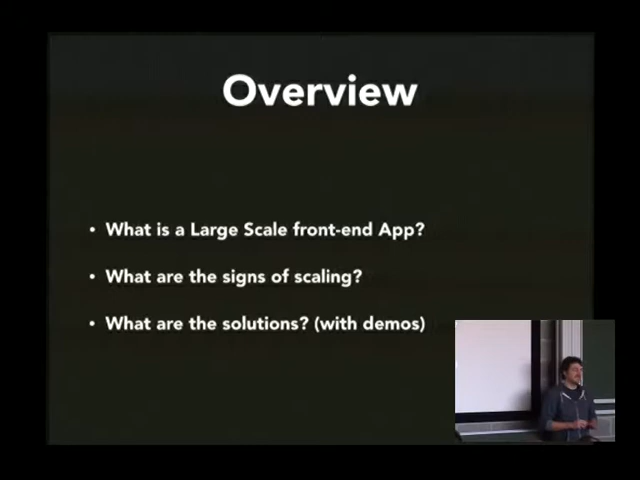 Overview
• What is a Large Scale front-end App?
• What are the signs of scaling?
• What are the solutions? (with demos)